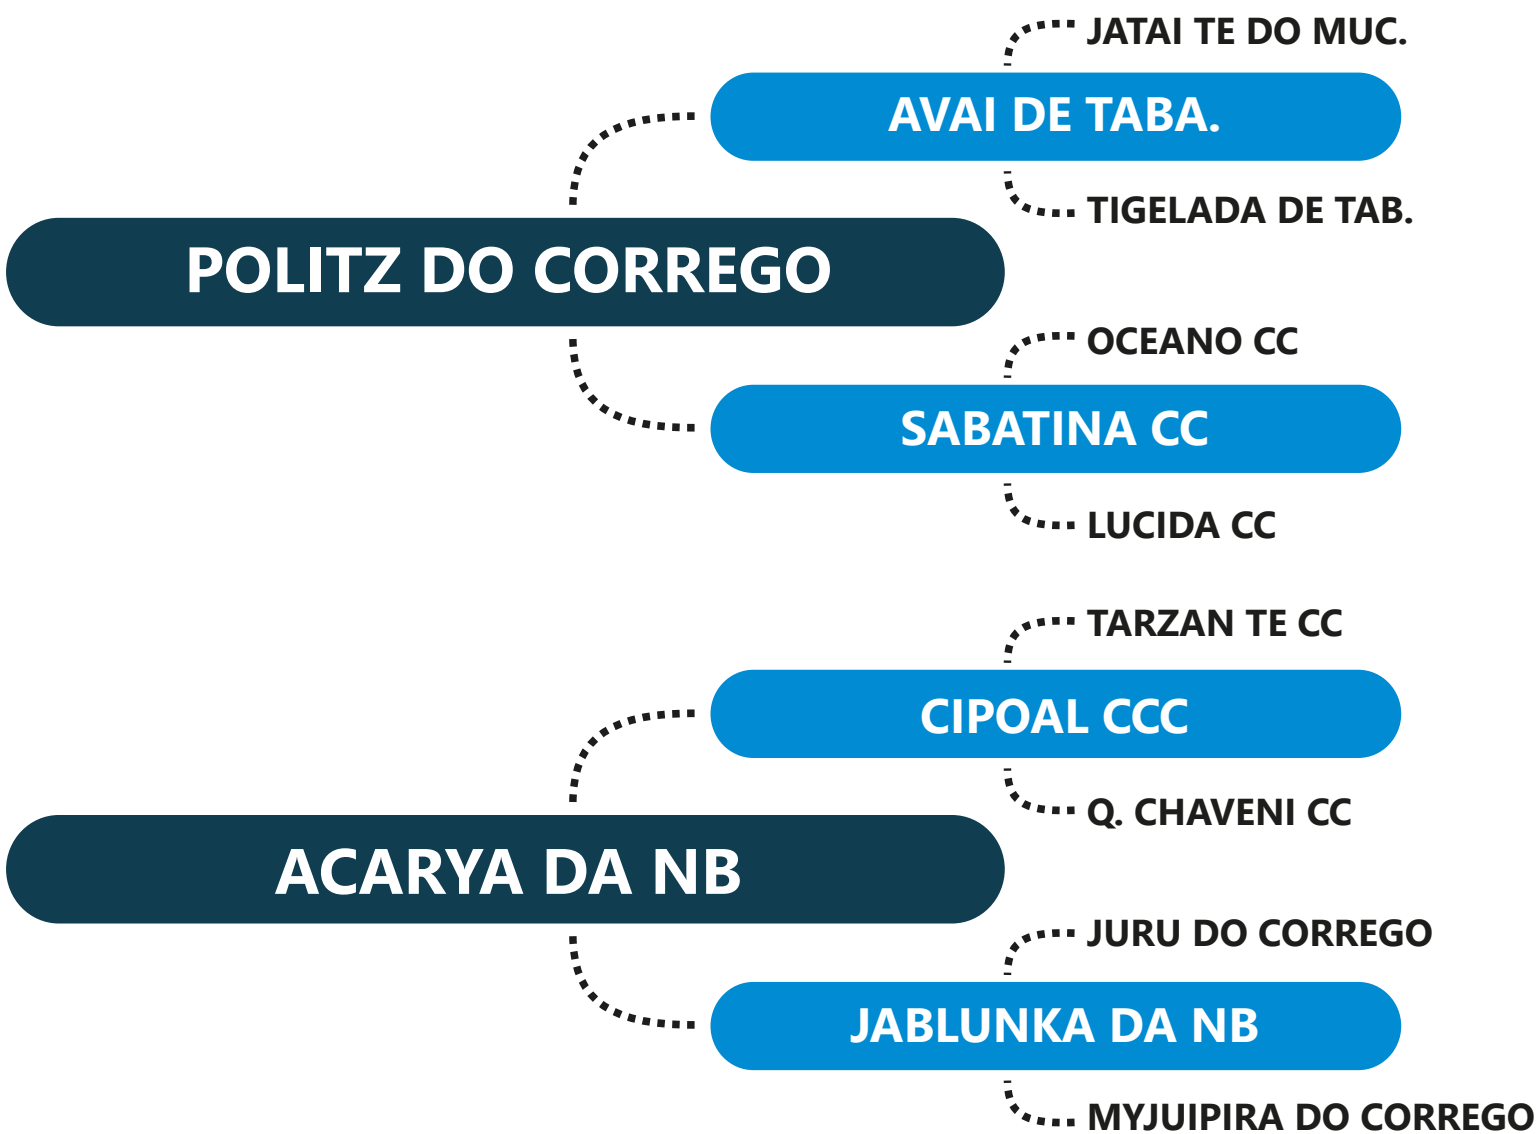 JATAI TE DO MUC.
AVAI DE TABA.
TIGELADA DE TAB.
POLITZ DO CORREGO
OCEANO CC
SABATINA CC
LUCIDA CC
TARZAN TE CC
CIPOAL CCC
Q. CHAVENI CC
ACARYA DA NB
JURU DO CORREGO
JABLUNKA DA NB
MYJUIPIRA DO CORREGO